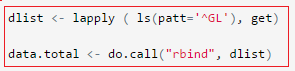 dlist <- lapply ( ls(patt='^GL'), get)
data.total <- do.call("rbind", dlist)